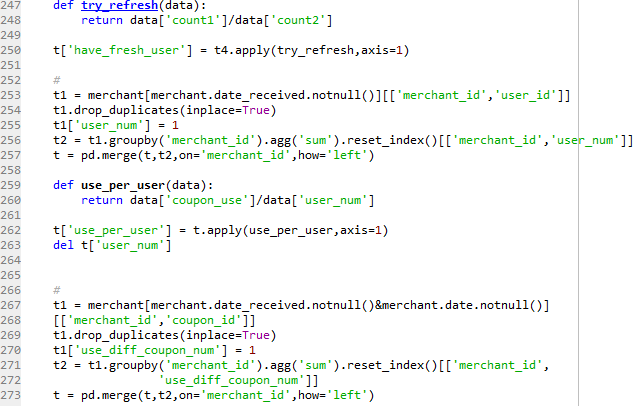 247 def try_refresh(data):
248 return data['count1']/data['count2']
249
250 t['have_fresh_user'] = t4.apply(try_refresh,axis=1)
251
252 #
253 t1 = merchant[merchant.date_received.notnull()][['merchant_id','user_id']]
254 t1.drop_duplicates(inplace=True)
255 t1['user_num'] = 1
256 t2 = t1.groupby('merchant_id').agg('sum').reset_index()[['merchant_id','user_num']]
257 t = pd.merge(t,t2,on='merchant_id',how='left')
258
259 def use_per_user(data):
260 return data['coupon_use']/data['user_num']
261
262 t['use_per_user'] = t.apply(use_per_user,axis=1)
263 del t['user_num']
264
265
266 #
267 t1 = merchant[merchant.date_received.notnull()&merchant.date.notnull()]
268 [['merchant_id','coupon_id']]
269 t1.drop_duplicates(inplace=True)
270 t1['use_diff_coupon_num'] = 1
271 t2 = t1.groupby('merchant_id').agg('sum').reset_index()[['merchant_id',
272 'use_diff_coupon_num']]
273 t = pd.merge(t,t2,on='merchant_id',how='left')